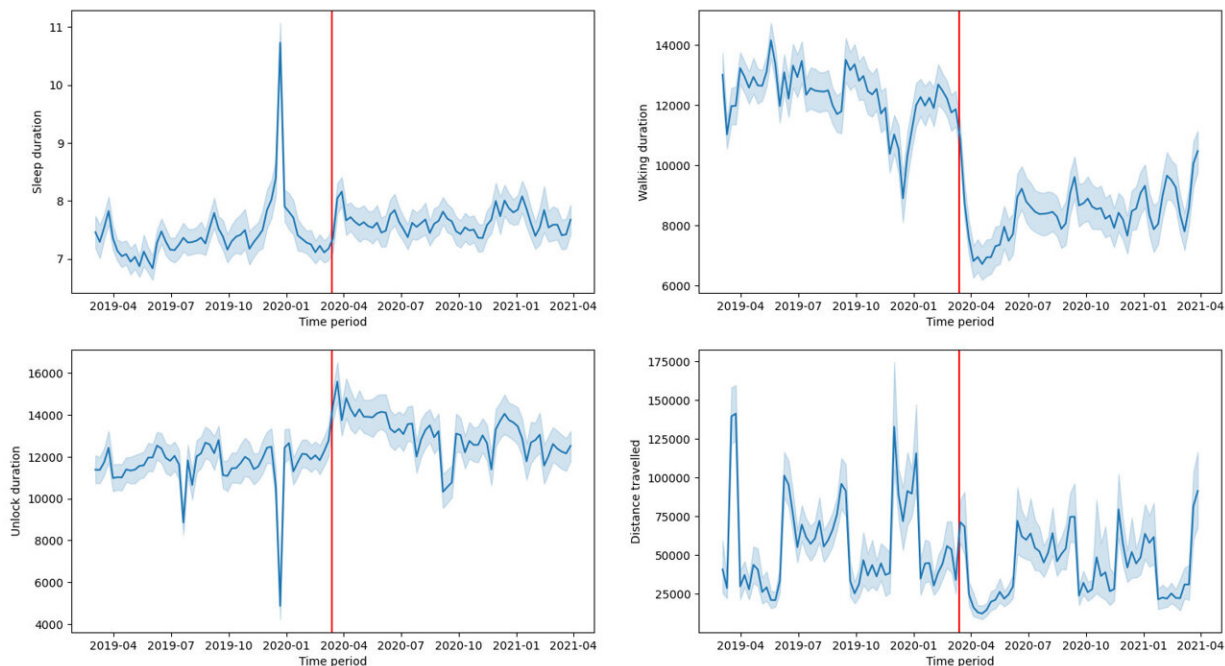 11
10
9
8
7
Sleep duration
2019-04 2019-07 2019-10 2020-01 2020-04 2020-07 2020-10 2021-01 2021-04
Time period
14000
12000
10000
8000
6000
Walking duration
2019-04 2019-07 2019-10 2020-01 2020-04 2020-07 2020-10 2021-01 2021-04
Time period
16000
14000
12000
10000
8000
6000
4000
Unlock duration
2019-04 2019-07 2019-10 2020-01 2020-04 2020-07 2020-10 2021-01 2021-04
Time period
175000
150000
125000
100000
75000
50000
25000
Distance travelled
2019-04 2019-07 2019-10 2020-01 2020-04 2020-07 2020-10 2021-01 2021-04
Time period